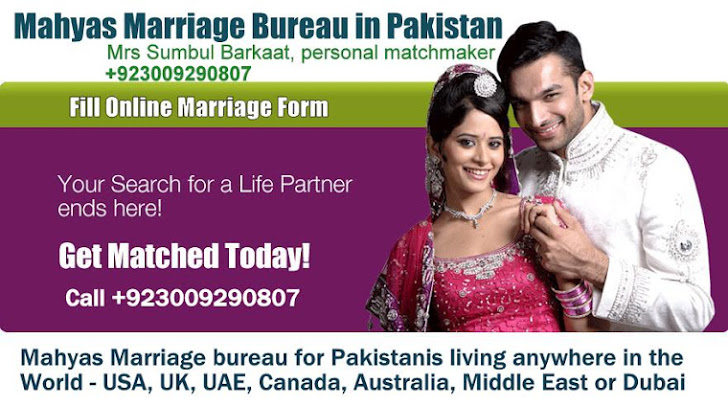 Mahyas Marriage Bureau in Pakistan
Mrs Sumbul Barkaat, personal matchmaker
+923009290807
Fill Online Marriage Form
Your Search for a Life Partner
ends here!
Get Matched Today!
Call +923009290807
Mahyas Marriage bureau for Pakistanis living anywhere in the
World - USA, UK, UAE, Canada, Australia, Middle East or Dubai